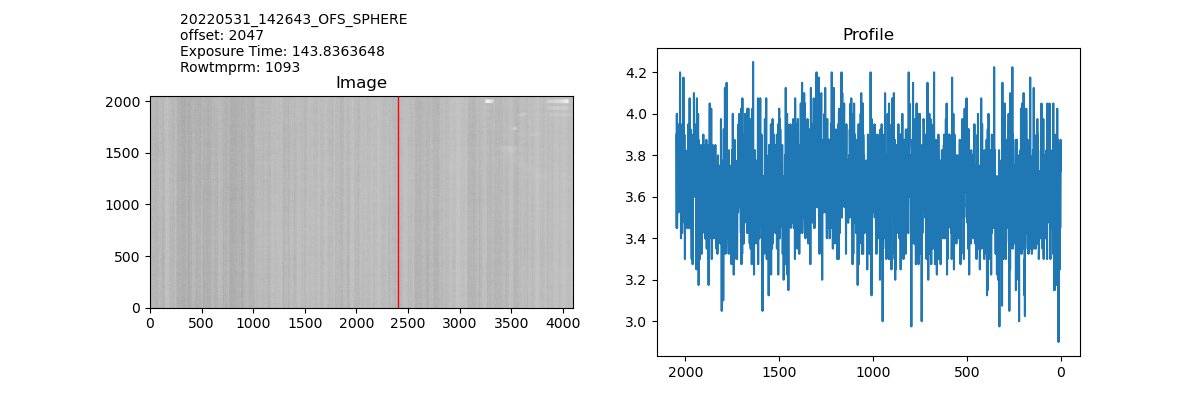 20220531_142643_OFS_SPHERE
offset: 2047
Exposure Time: 143.8363648
Rowtmprm: 1093
Image
2000
1500
1000
500
0
0 500 1000 1500 2000 2500 3000 3500 4000
Profile
4.2
4.0
3.8
3.6
3.4
3.2
3.0
2000 1500 1000 500 0